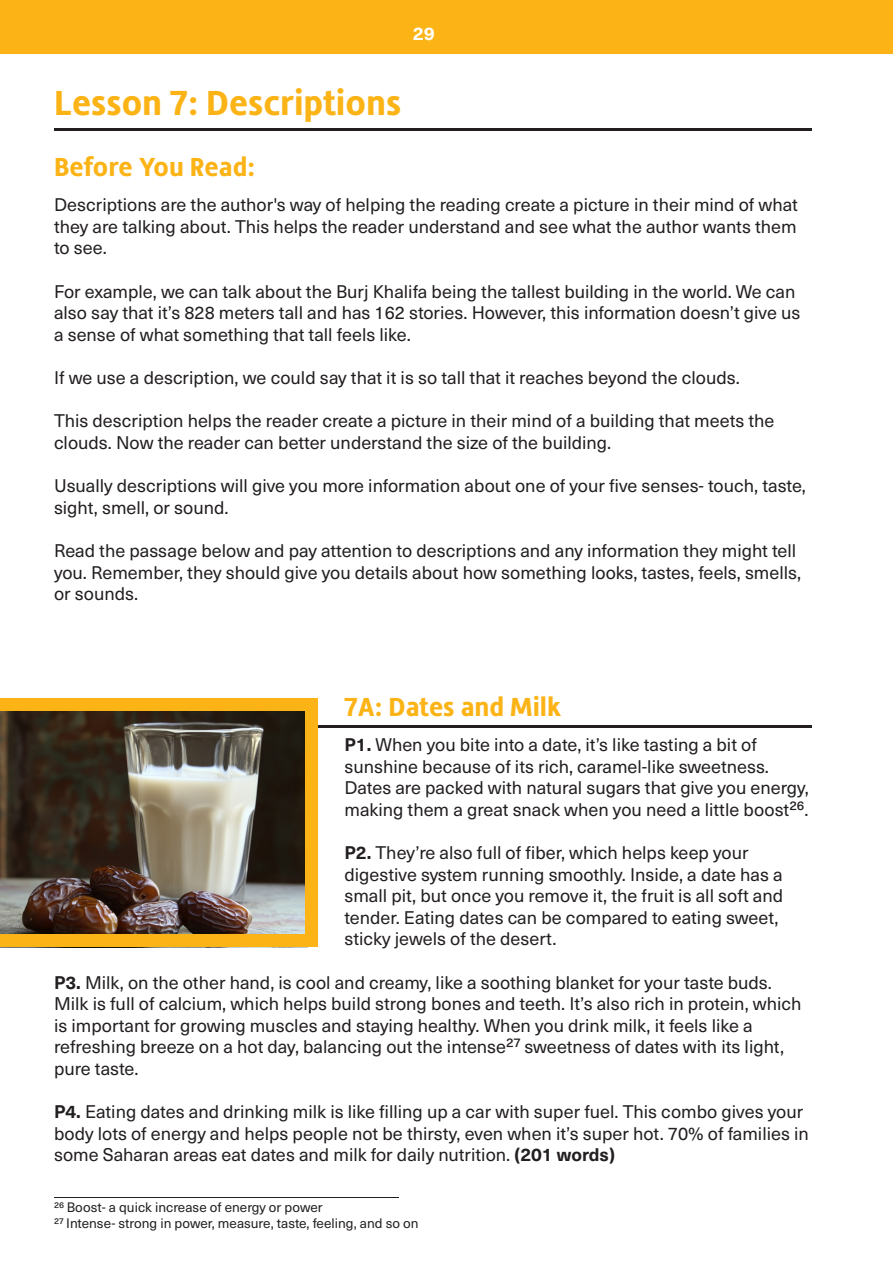 29
Lesson 7: Descriptions
Before You Read:
Descriptions are the author's way of helping the reading create a picture in their mind of what
they are talking about. This helps the reader understand and see what the author wants them
to see.
For example, we can talk about the Burj Khalifa being the tallest building in the world. We can
also say that it’s 828 meters tall and has 162 stories. However, this information doesn’t give us
a sense of what something that tall feels like.
If we use a description, we could say that it is so tall that it reaches beyond the clouds.
This description helps the reader create a picture in their mind of a building that meets the
clouds. Now the reader can better understand the size of the building.
Usually descriptions will give you more information about one of your five senses- touch, taste,
sight, smell, or sound.
Read the passage below and pay attention to descriptions and any information they might tell
you. Remember, they should give you details about how something looks, tastes, feels, smells,
or sounds.
7A: Dates and Milk
P1. When you bite into a date, it’s like tasting a bit of
sunshine because of its rich, caramel-like sweetness.
Dates are packed with natural sugars that give you energy,
making them a great snack when you need a little boost²⁶.
P2. They’re also full of fiber, which helps keep your
digestive system running smoothly. Inside, a date has a
small pit, but once you remove it, the fruit is all soft and
tender. Eating dates can be compared to eating sweet,
sticky jewels of the desert.
P3. Milk, on the other hand, is cool and creamy, like a soothing blanket for your taste buds.
Milk is full of calcium, which helps build strong bones and teeth. It’s also rich in protein, which
is important for growing muscles and staying healthy. When you drink milk, it feels like a
refreshing breeze on a hot day, balancing out the intense²⁷ sweetness of dates with its light,
pure taste.
P4. Eating dates and drinking milk is like filling up a car with super fuel. This combo gives your
body lots of energy and helps people not be thirsty, even when it’s super hot. 70% of families in
some Saharan areas eat dates and milk for daily nutrition. (201 words)
²⁶ Boost- a quick increase of energy or power
²⁷ Intense- strong in power, measure, taste, feeling, and so on